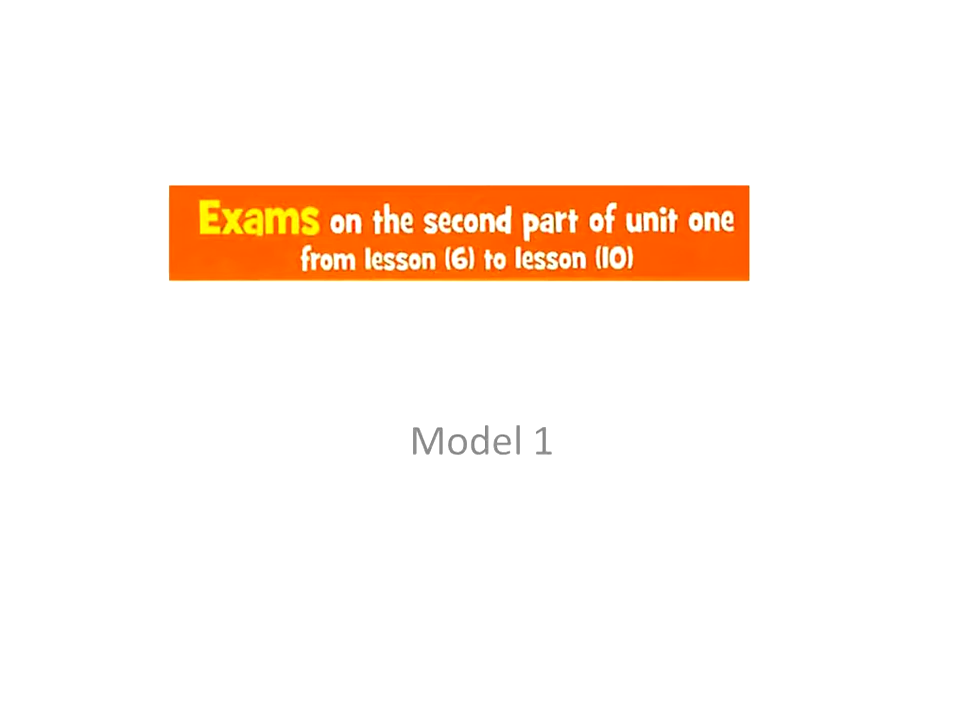 Exams on the second part of unit one
from lesson (6) to lesson (10)
Model 1